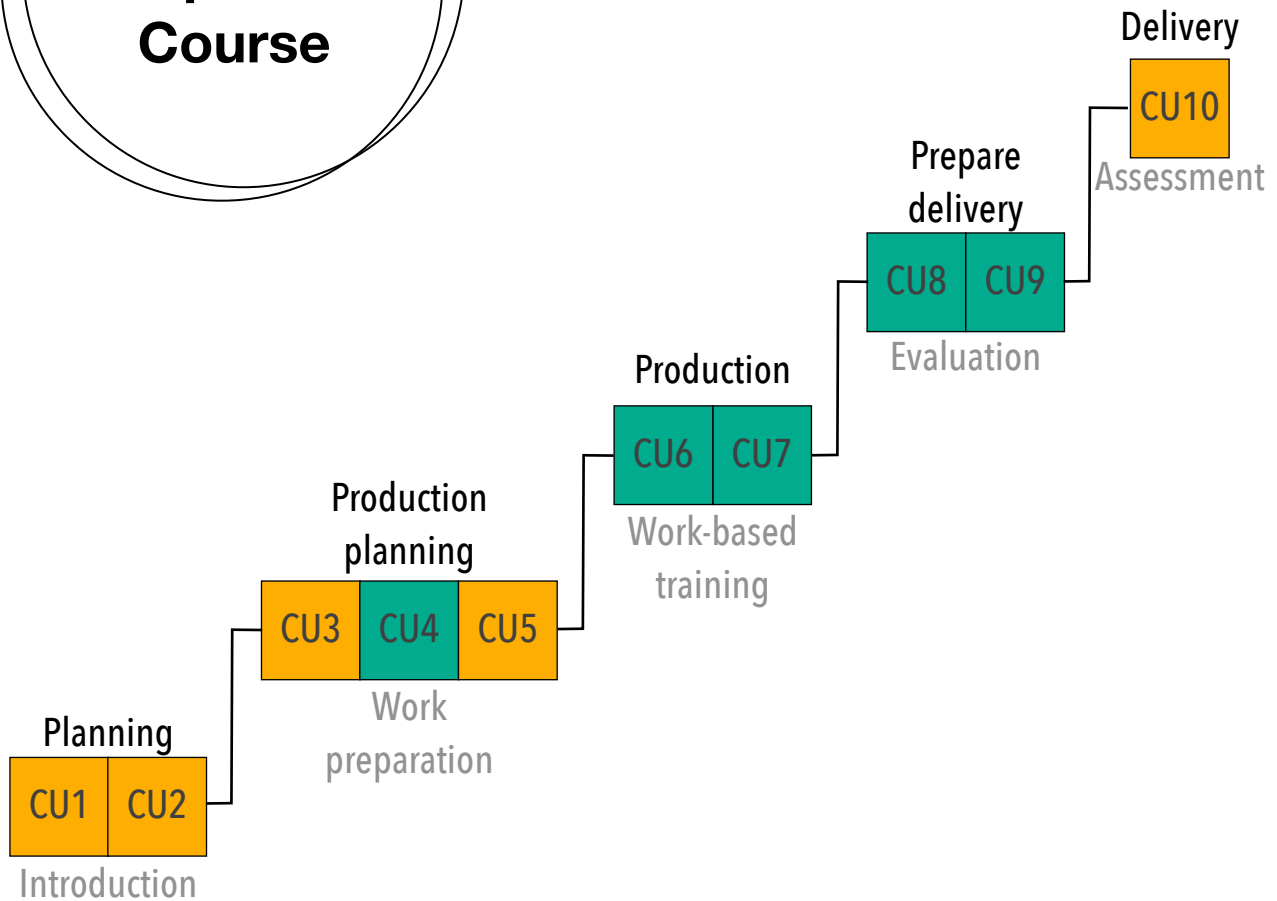 Course
Delivery
CU10
Assessment
Prepare
delivery
CU8 CU9
Evaluation
Production
CU6 CU7
Work-based
training
Production
planning
CU3 CU4 CU5
Work
preparation
Planning
CU1 CU2
Introduction